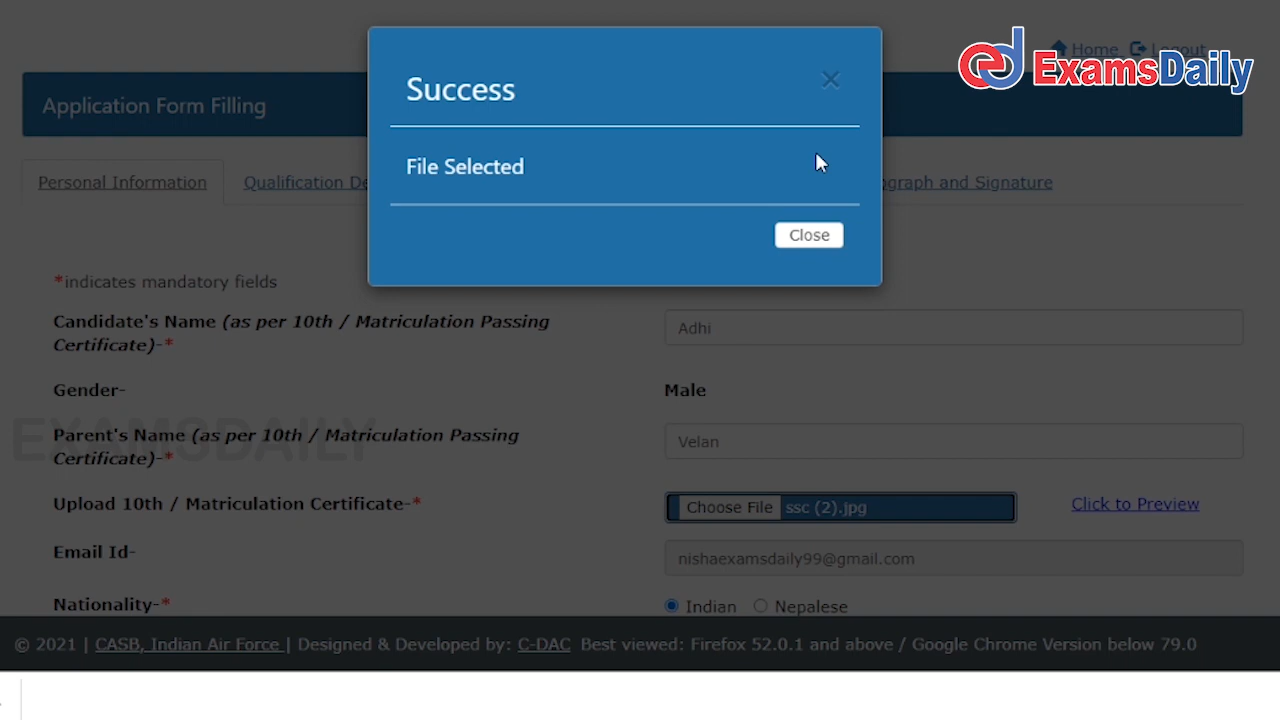 Home Logout
ExamsDaily
Success
Application Form Filling
File Selected
Personal Information
Qualification De
ograph and Signature
Close
*indicates mandatory fields
Candidate's Name (as per 10th / Matriculation Passing
Certificate)-*
Adhi
Gender-
Male
EXAMSDAILY
Parent's Name (as per 10th / Matriculation Passing
Certificate)-*
Velan
Upload 10th / Matriculation Certificate-*
Choose File ssc (2).jpg
Click to Preview
Email Id-
nishaexamsdaily99@gmail.com
Nationality-*
Indian Nepalese
© 2021 | CASB, Indian Air Force | Designed & Developed by: C-DAC Best viewed: Firefox 52.0.1 and above / Google Chrome Version below 79.0